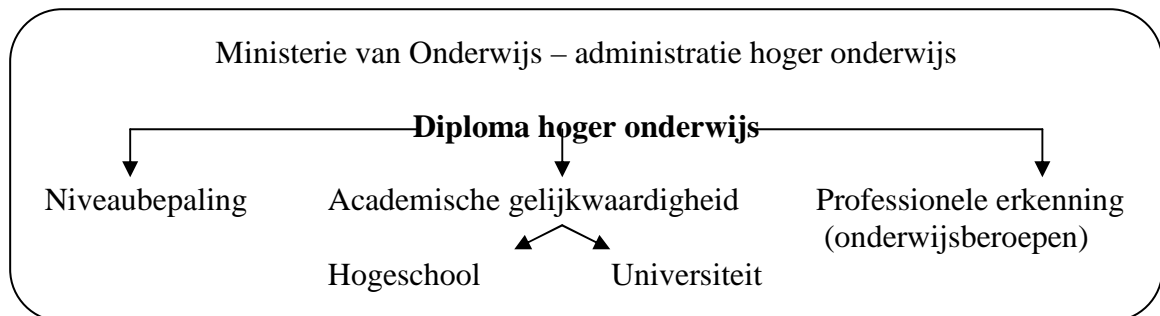 Ministerie van Onderwijs – administratie hoger onderwijs
Diploma hoger onderwijs
Niveaubepaling Academische gelijkwaardigheid Professionele erkenning
(onderwijsberoepen)
Hogeschool Universiteit